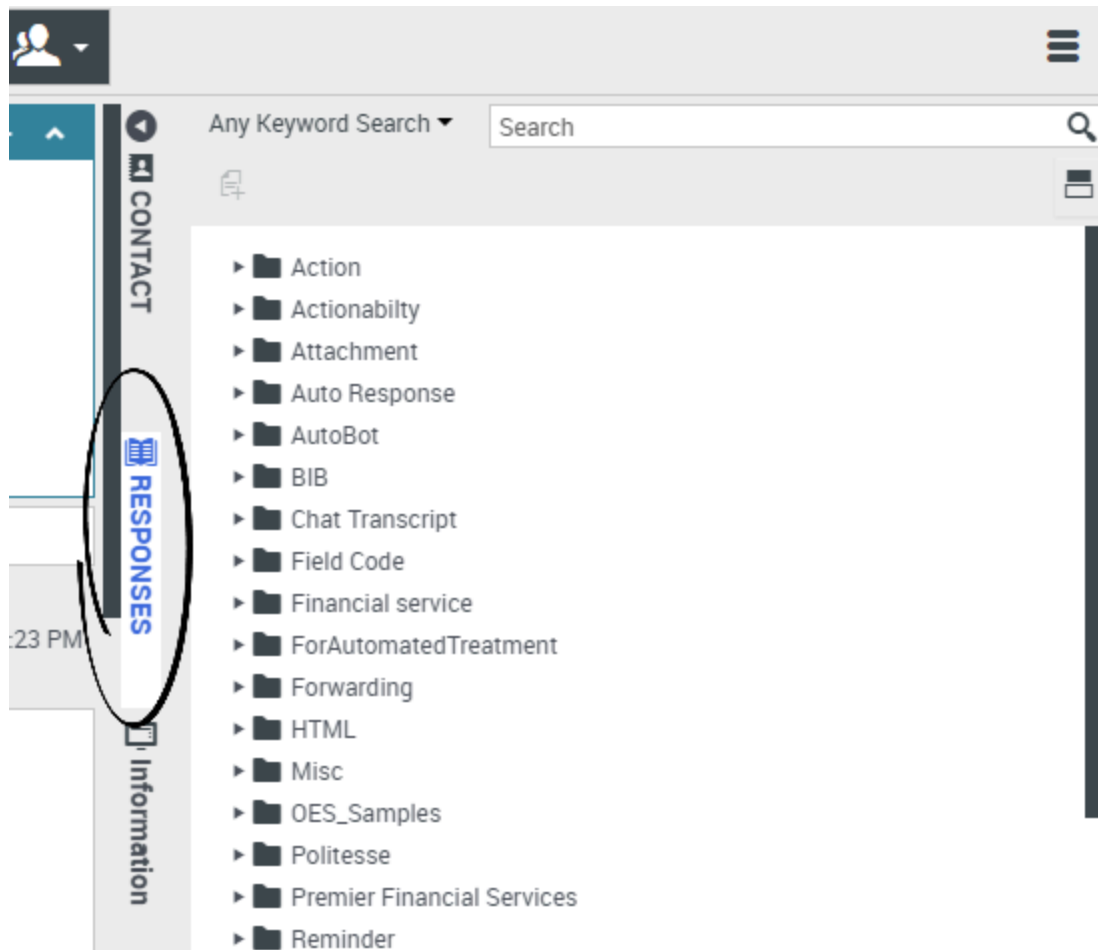 Any Keyword Search
Search
CONTACT
RESPONSES
Information
:23 PM
Action
Actionabilty
Attachment
Auto Response
AutoBot
BIB
Chat Transcript
Field Code
Financial service
ForAutomatedTreatment
Forwarding
HTML
Misc
OES_Samples
Politesse
Premier Financial Services
Reminder